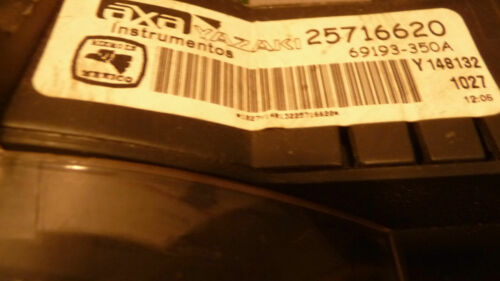 axa YAZAKI 25716620
Instrumentos 69193-350A
MEXICO
Y 148132
1027
12:06